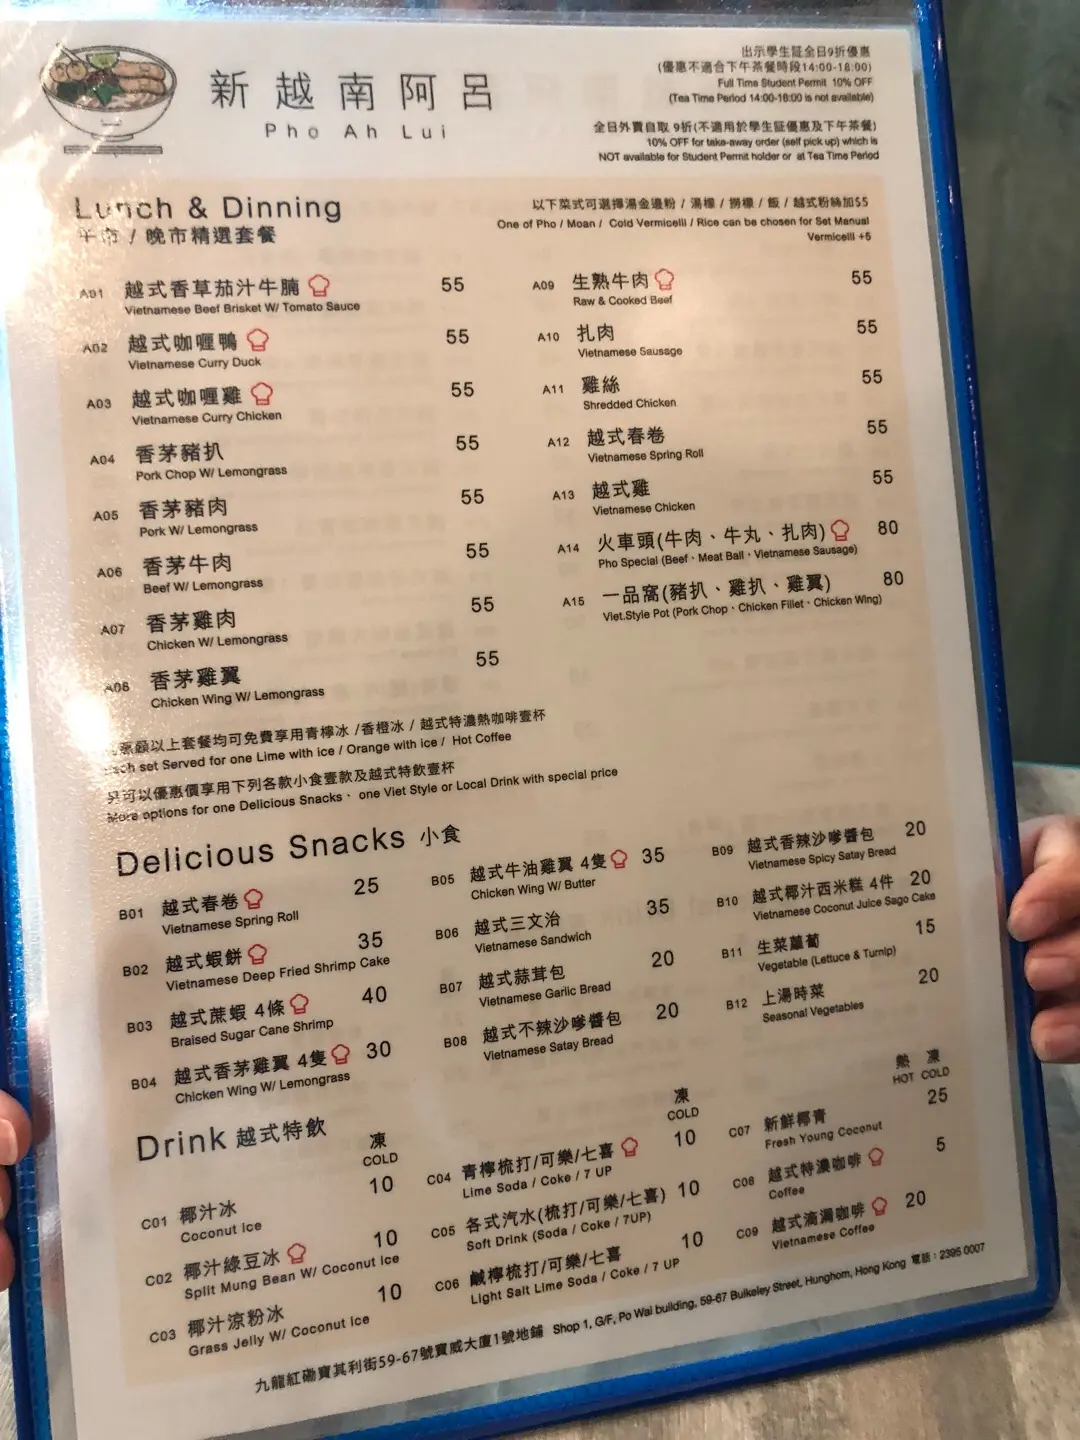 新越南阿呂
Pho Ah Lui
出示學生証全日9折優惠
(優惠不適合下午茶餐時段14:00-18:00)
Full Time Student Permit 10% OFF
(Tea Time Period 14:00-18:00 is not available)
全日外賣自取 9折(不適用於學生証優惠及下午茶餐)
10% OFF for take-away order (self pick up) which is
NOT available for Student Permit holder or at Tea Time Period
Lunch & Dinning
午市 / 晚市精選套餐
以下菜式可選擇湯金邊粉 / 湯檬 / 撈檬 / 飯 / 越式粉絲加$5
One of Pho / Moan / Cold Vermicelli / Rice can be chosen for Set Manual
Vermicelli +5
A01 越式香草茄汁牛腩 55
Vietnamese Beef Brisket W/ Tomato Sauce
A02 越式咖喱鴨 55
Vietnamese Curry Duck
A03 越式咖喱雞 55
Vietnamese Curry Chicken
A04 香茅豬扒 55
Pork Chop W/ Lemongrass
A05 香茅豬肉 55
Pork W/ Lemongrass
A06 香茅牛肉 55
Beef W/ Lemongrass
A07 香茅雞肉 55
Chicken W/ Lemongrass
A08 香茅雞翼 55
Chicken Wing W/ Lemongrass
A09 生熟牛肉 55
Raw & Cooked Beef
A10 扎肉 55
Vietnamese Sausage
A11 雞絲 55
Shredded Chicken
A12 越式春卷 55
Vietnamese Spring Roll
A13 越式雞 55
Vietnamese Chicken
A14 火車頭(牛肉、牛丸、扎肉) 80
Pho Special (Beef、Meat Ball、Vietnamese Sausage)
A15 一品窩(豬扒、雞扒、雞翼) 80
Viet.Style Pot (Pork Chop、Chicken Fillet、Chicken Wing)
顧以上套餐均可免費享用青檸冰 /香橙冰 / 越式特濃熱咖啡壹杯
Each set Served for one Lime with ice / Orange with ice / Hot Coffee
另可以優惠價享用下列各款小食壹款及越式特飲壹杯
More options for one Delicious Snacks、 one Viet Style or Local Drink with special price
Delicious Snacks 小食
B01 越式春卷 25
Vietnamese Spring Roll
B02 越式蝦餅 35
Vietnamese Deep Fried Shrimp Cake
B03 越式蔗蝦 4條 40
Braised Sugar Cane Shrimp
B04 越式香茅雞翼 4隻 30
Chicken Wing W/ Lemongrass
B05 越式牛油雞翼 4隻 35
Chicken Wing W/ Butter
B06 越式三文治 35
Vietnamese Sandwich
B07 越式蒜茸包 20
Vietnamese Garlic Bread
B08 越式不辣沙嗲醬包 20
Vietnamese Satay Bread
B09 越式香辣沙嗲醬包 20
Vietnamese Spicy Satay Bread
B10 越式椰汁西米糕 4件 20
Vietnamese Coconut Juice Sago Cake
B11 生菜蘿蔔 15
Vegetable (Lettuce & Turnip)
B12 上湯時菜 20
Seasonal Vegetables
Drink 越式特飲
凍
COLD
C01 椰汁冰 10
Coconut Ice
C02 椰汁綠豆冰 10
Split Mung Bean W/ Coconut Ice
C03 椰汁涼粉冰 10
Grass Jelly W/ Coconut Ice
凍
COLD
C04 青檸梳打/可樂/七喜 10
Lime Soda / Coke / 7 UP
C05 各式汽水(梳打/可樂/七喜) 10
Soft Drink (Soda / Coke / 7UP)
C06 鹹檸梳打/可樂/七喜 10
Light Salt Lime Soda / Coke / 7 UP
熱 凍
HOT COLD
C07 新鮮椰青 25
Fresh Young Coconut
C08 越式特濃咖啡 5
Coffee
C09 越式滴漏咖啡 20
Vietnamese Coffee
九龍紅磡寶其利街59-67號寶威大廈1號地鋪 Shop 1, G/F, Po Wai building, 59-67 Bulkeley Street, Hunghom, Hong Kong 電話：2395 0007